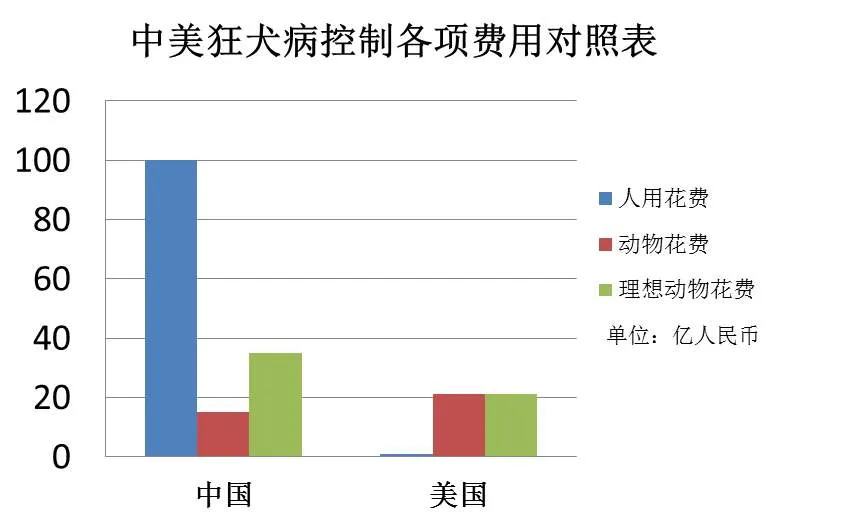 中美狂犬病控制各项费用对照表
120
100
80
60
40
20
0
中国 美国
人用花费
动物花费
理想动物花费
单位：亿人民币